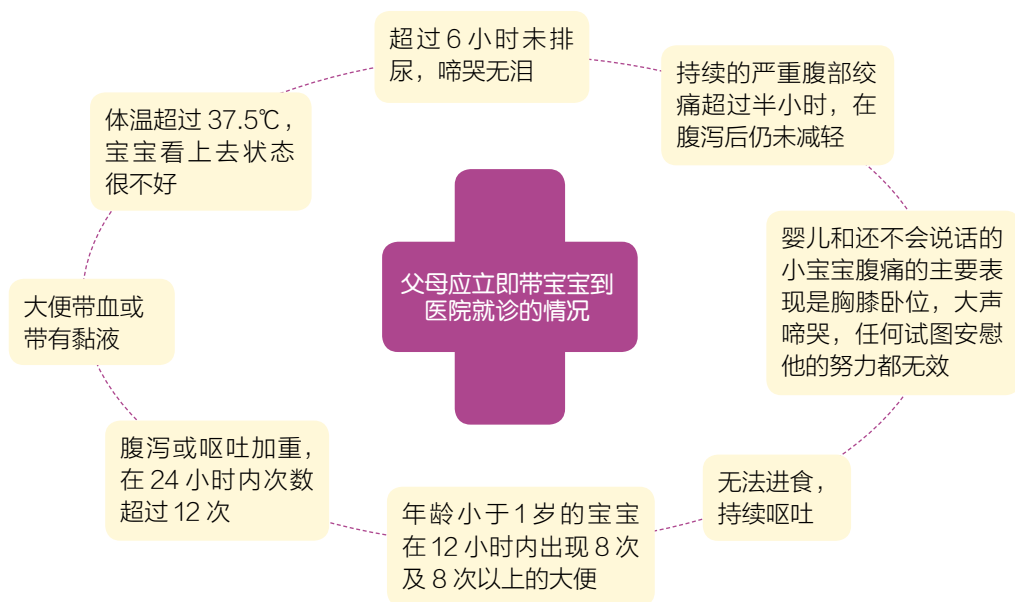 父母应立即带宝宝到
医院就诊的情况
超过 6 小时未排
尿，啼哭无泪
持续的严重腹部绞
痛超过半小时，在
腹泻后仍未减轻
婴儿和还不会说话的
小宝宝腹痛的主要表
现是胸膝卧位，大声
啼哭，任何试图安慰
他的努力都无效
无法进食，
持续呕吐
年龄小于 1 岁的宝宝
在 12 小时内出现 8 次
及 8 次以上的大便
腹泻或呕吐加重，
在 24 小时内次数
超过 12 次
大便带血或
带有黏液
体温超过 37.5℃，
宝宝看上去状态
很不好